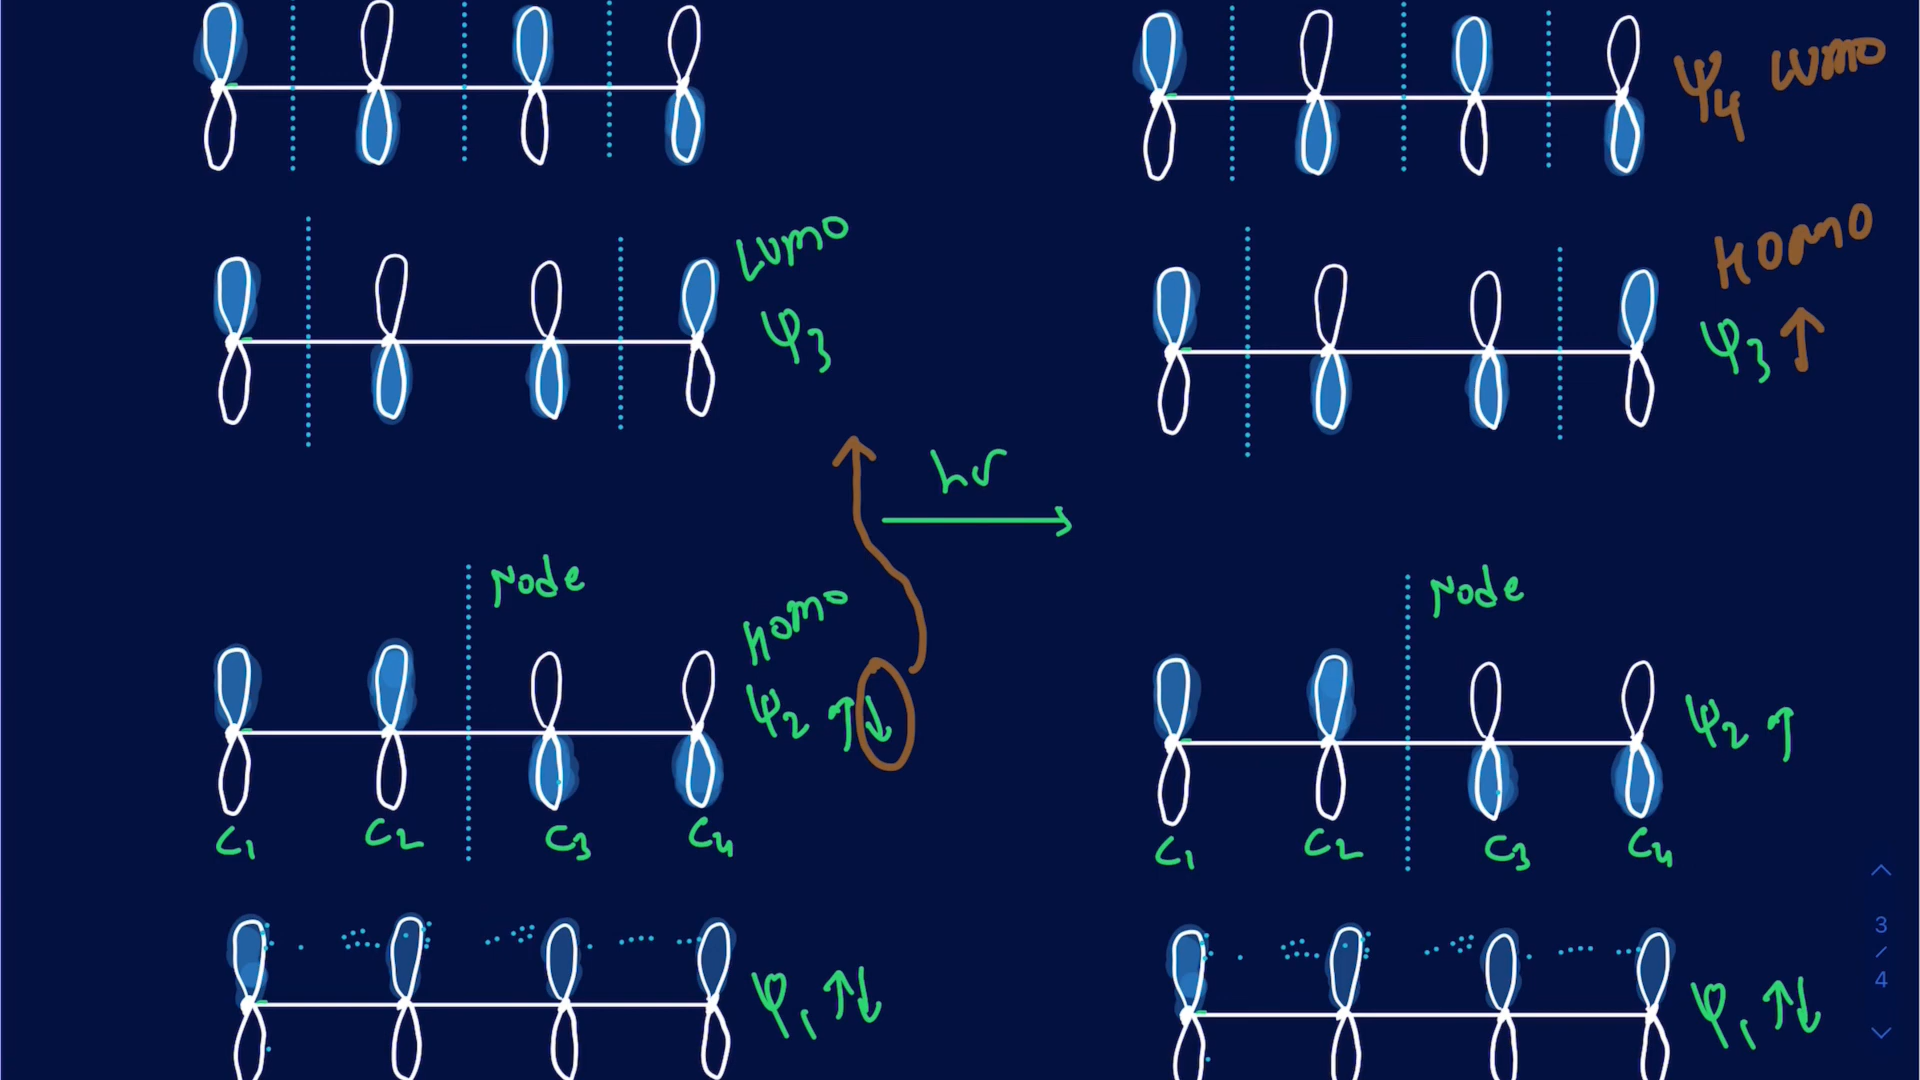 ψ4 LUMO
LUMO
ψ3
HOMO
ψ3 ↑
hν
Node
HOMO
ψ2 ↑↓
C1 C2 C3 C4
Node
ψ2 ↑
C1 C2 C3 C4
ψ1 ↑↓
ψ1 ↑↓
3
/
4